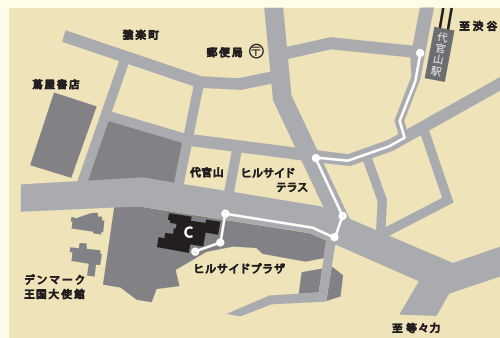 猿楽町
郵便局 〒
至渋谷
代官山駅
蔦屋書店
代官山
ヒルサイド
テラス
C
ヒルサイドプラザ
デンマーク
王国大使館
至等々力